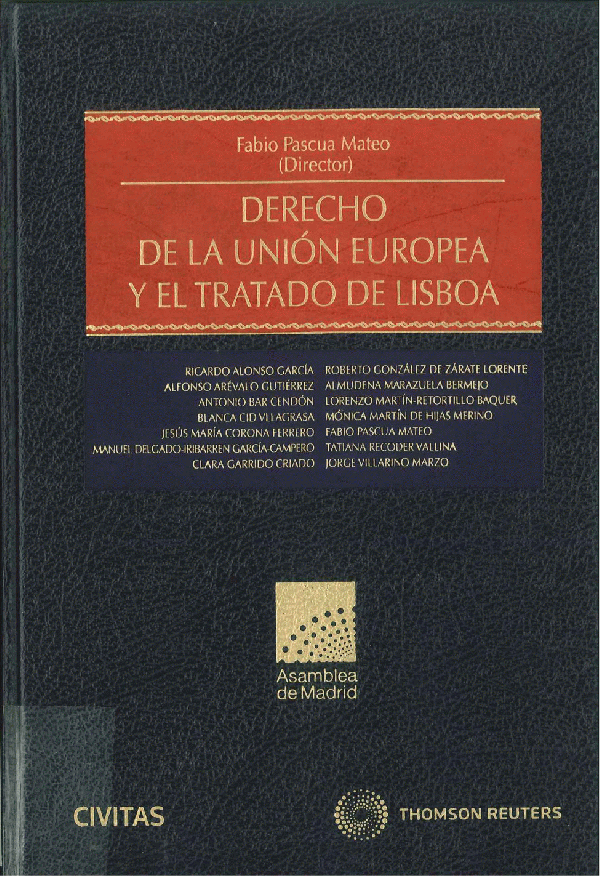 Fabio Pascua Mateo
(Director)
DERECHO
DE LA UNIÓN EUROPEA
Y EL TRATADO DE LISBOA
RICARDO ALONSO GARCÍA
ALFONSO ARÉVALO GUTIÉRREZ
ANTONIO BAR CENDÓN
BLANCA CID VILLAGRASA
JESÚS MARÍA CORONA FERRERO
MANUEL DELGADO-IRIBARREN GARCÍA-CAMPERO
CLARA GARRIDO CRIADO
ROBERTO GONZÁLEZ DE ZÁRATE LORENTE
ALMUDENA MARAZUELA BERMEJO
LORENZO MARTÍN-RETORTILLO BAQUER
MÓNICA MARTÍN DE HIJAS MERINO
FABIO PASCUA MATEO
TATIANA RECODER VALLINA
JORGE VILLARINO MARZO
Asamblea
de Madrid
CIVITAS
THOMSON REUTERS